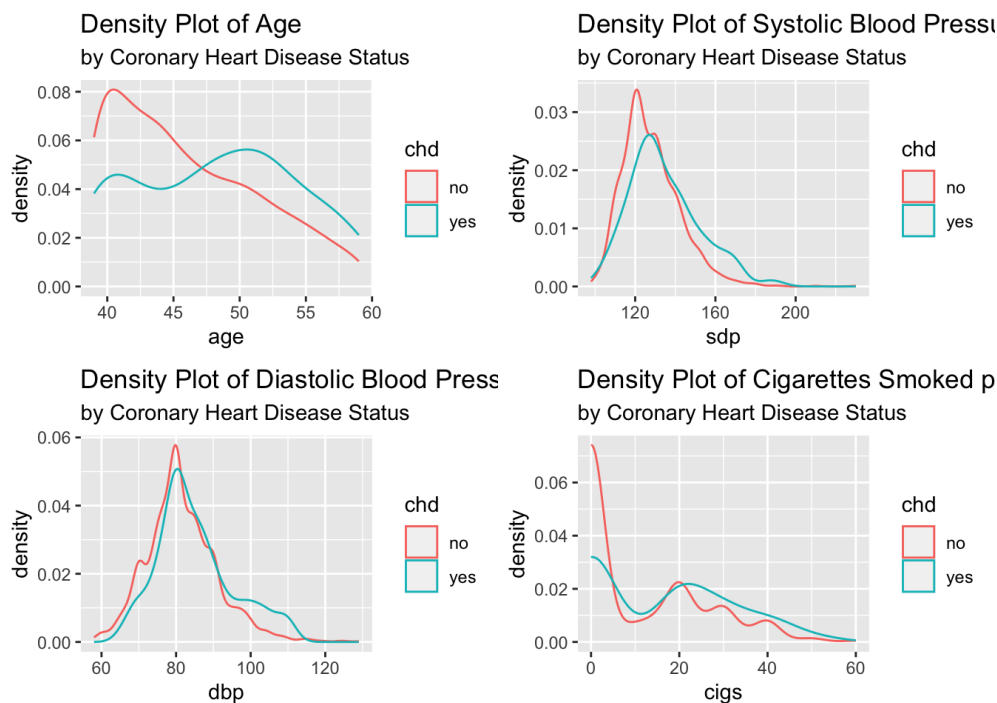 Density Plot of Age
by Coronary Heart Disease Status
0.08
0.06
0.04
0.02
0.00
density
40
45
50
55
60
age
chd
no
yes
Density Plot of Systolic Blood Pressu
by Coronary Heart Disease Status
0.03
0.02
0.01
0.00
density
120
160
200
sdp
chd
no
yes
Density Plot of Diastolic Blood Press
by Coronary Heart Disease Status
0.06
0.04
0.02
0.00
density
60
80
100
120
dbp
chd
no
yes
Density Plot of Cigarettes Smoked p
by Coronary Heart Disease Status
0.06
0.04
0.02
0.00
density
0
20
40
60
cigs
chd
no
yes